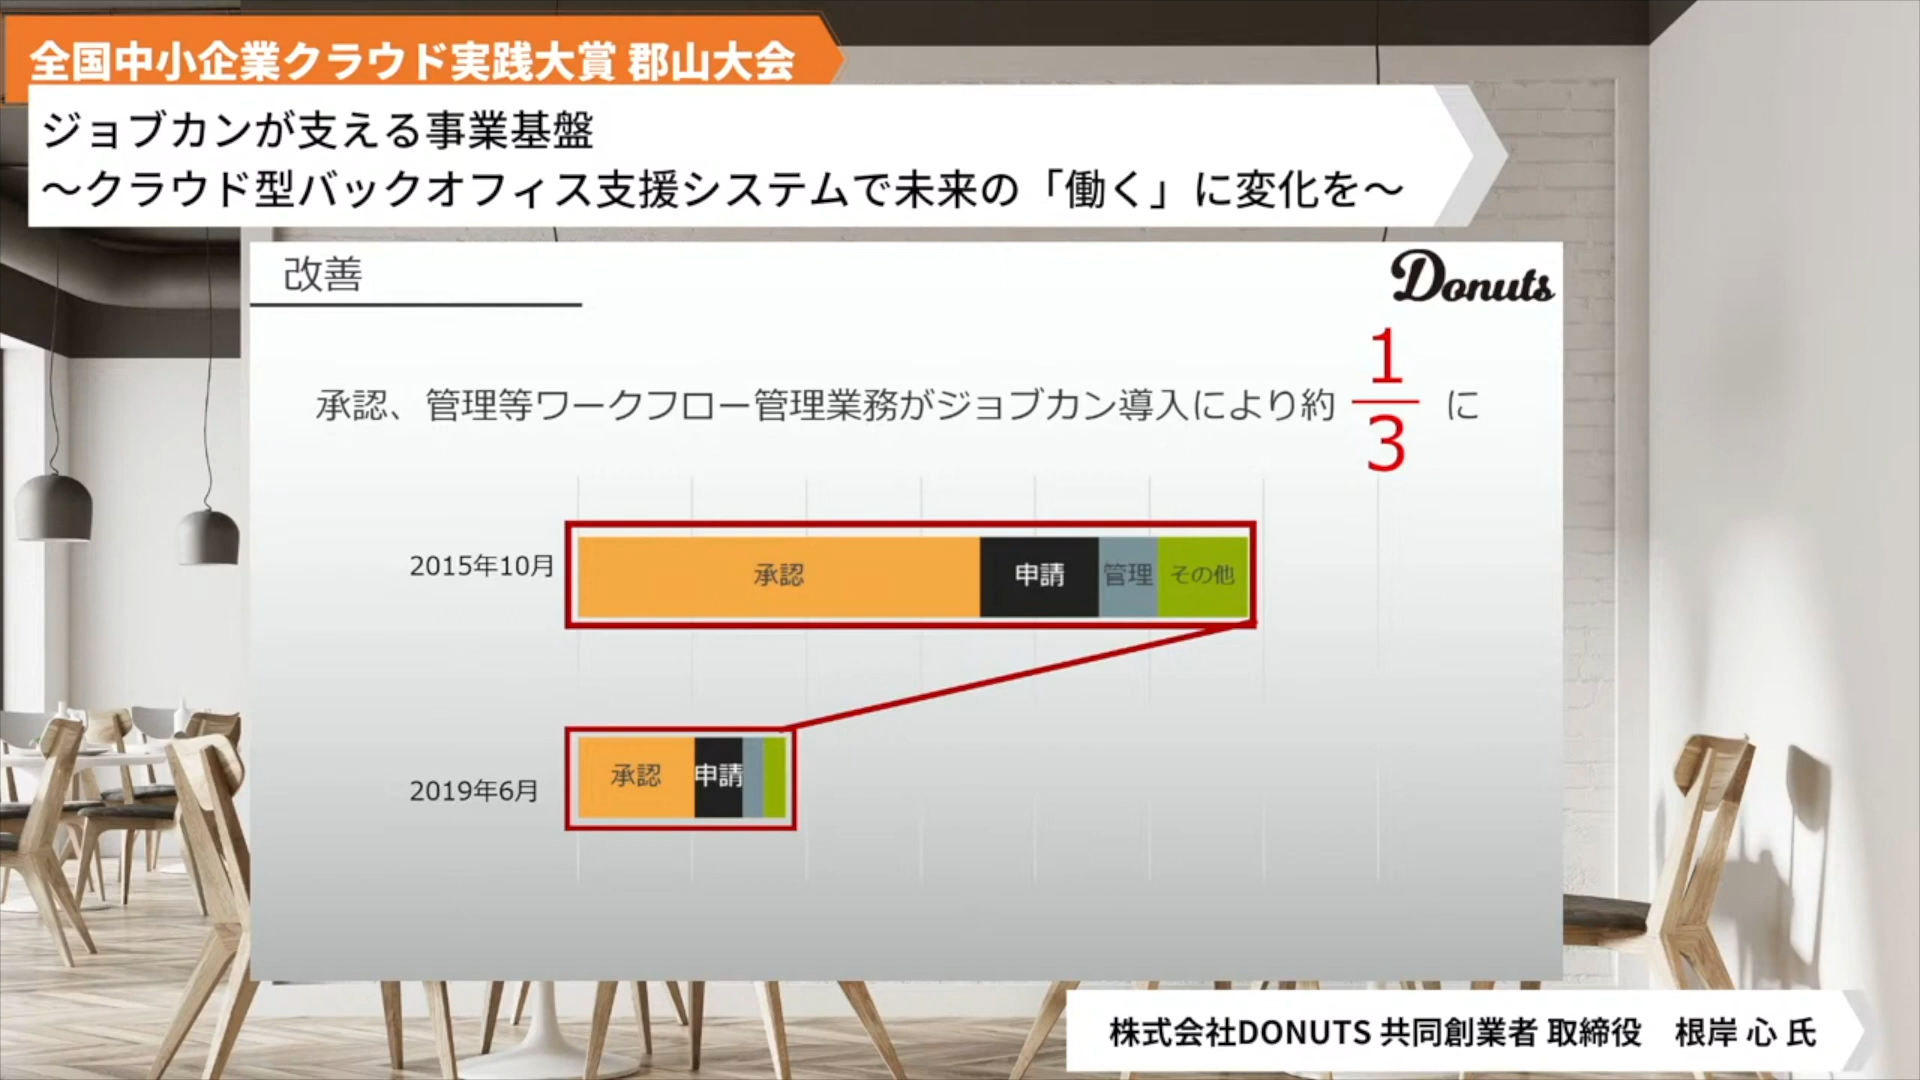 全国中小企業クラウド実践大賞 郡山大会
ジョブカンが支える事業基盤
～クラウド型バックオフィス支援システムで未来の「働く」に変化を～
改善
Donuts
承認、管理等ワークフロー管理業務がジョブカン導入により約 1/3 に
2015年10月
承認
申請
管理
その他
2019年6月
承認
申請
株式会社DONUTS 共同創業者 取締役　根岸 心 氏